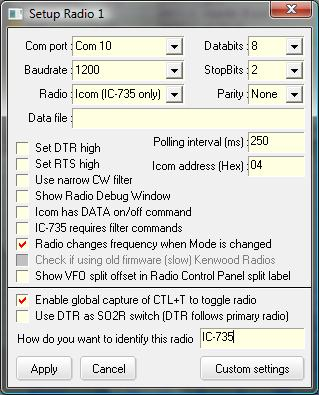 Setup Radio 1
Com port : Com 10 Databits : 8
Baudrate : 1200 StopBits : 2
Radio : Icom (IC-735 only) Parity : None
Data file :
Polling interval (ms) : 250
Set DTR high
Set RTS high
Icom address (Hex) : 04
Use narrow CW filter
Show Radio Debug Window
Icom has DATA on/off command
IC-735 requires filter commands
Radio changes frequency when Mode is changed
Check if using old firmware (slow) Kenwood Radios
Show VFO split offset in Radio Control Panel split label
Enable global capture of CTL+T to toggle radio
Use DTR as SO2R switch (DTR follows primary radio)
How do you want to identify this radio IC-735
Apply Cancel Custom settings